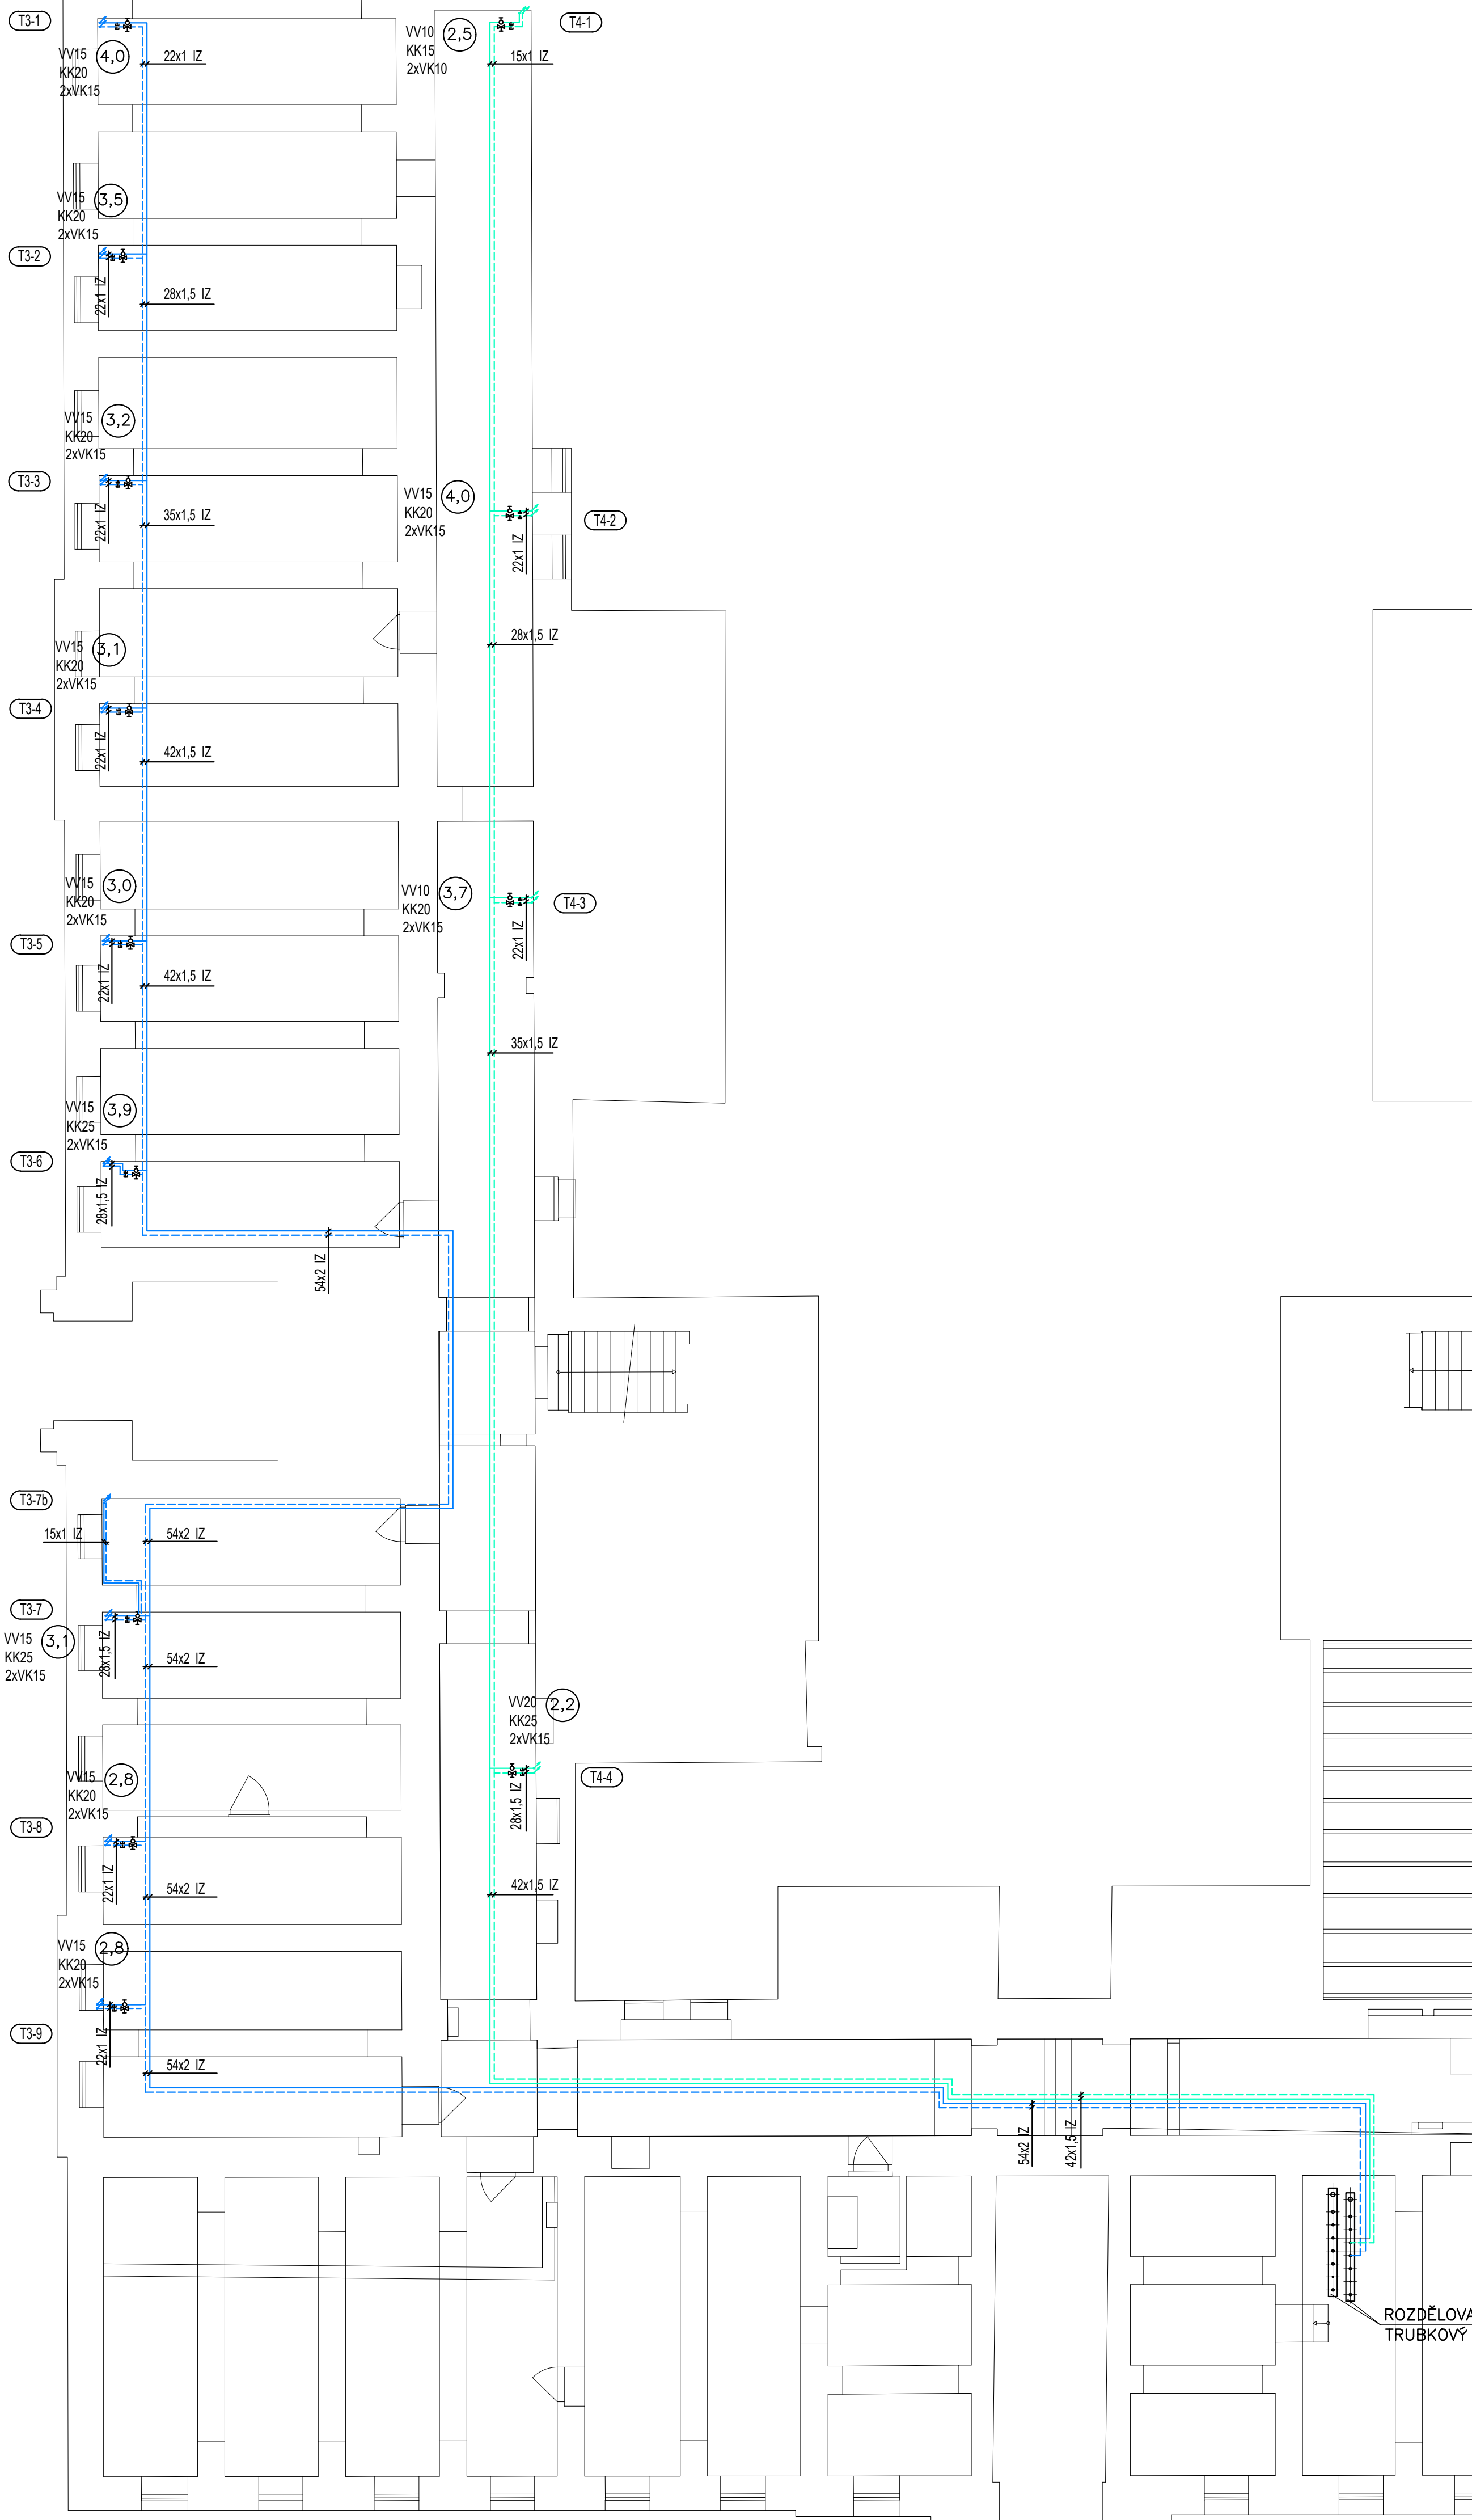 T3-1
VV15
KK20
2xVK15
4,0
22x1 IZ
VV10
KK15
2xVK10
2,5
15x1 IZ
T4-1
VV15
KK20
2xVK15
3,5
T3-2
22x1 IZ
28x1,5 IZ
VV15
KK20
2xVK15
3,2
T3-3
22x1 IZ
35x1,5 IZ
VV15
KK20
2xVK15
4,0
T4-2
22x1 IZ
28x1,5 IZ
VV15
KK20
2xVK15
3,1
T3-4
22x1 IZ
42x1,5 IZ
VV15
KK20
2xVK15
3,0
VV10
KK20
2xVK15
3,7
T4-3
22x1 IZ
T3-5
22x1 IZ
42x1,5 IZ
35x1,5 IZ
VV15
KK25
2xVK15
3,9
T3-6
28x1,5 IZ
54x2 IZ
T3-7b
15x1 IZ
54x2 IZ
T3-7
VV15
KK25
2xVK15
3,1
28x1,5 IZ
54x2 IZ
VV20
KK25
2xVK15
2,2
T4-4
28x1,5 IZ
VV15
KK20
2xVK15
2,8
T3-8
22x1 IZ
54x2 IZ
42x1,5 IZ
VV15
KK20
2xVK15
2,8
T3-9
22x1 IZ
54x2 IZ
54x2 IZ
42x1,5 IZ
ROZDĚLOVA
TRUBKOVÝ